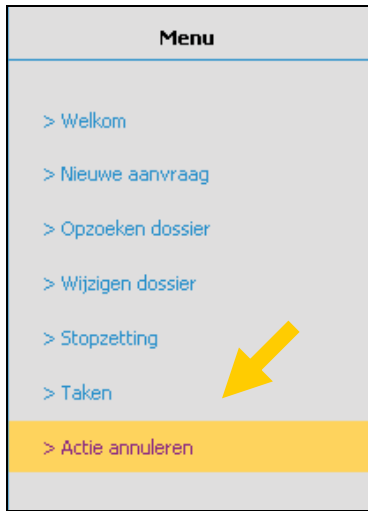 Menu
> Welkom
> Nieuwe aanvraag
> Opzoeken dossier
> Wijzigen dossier
> Stopzetting
> Taken
> Actie annuleren